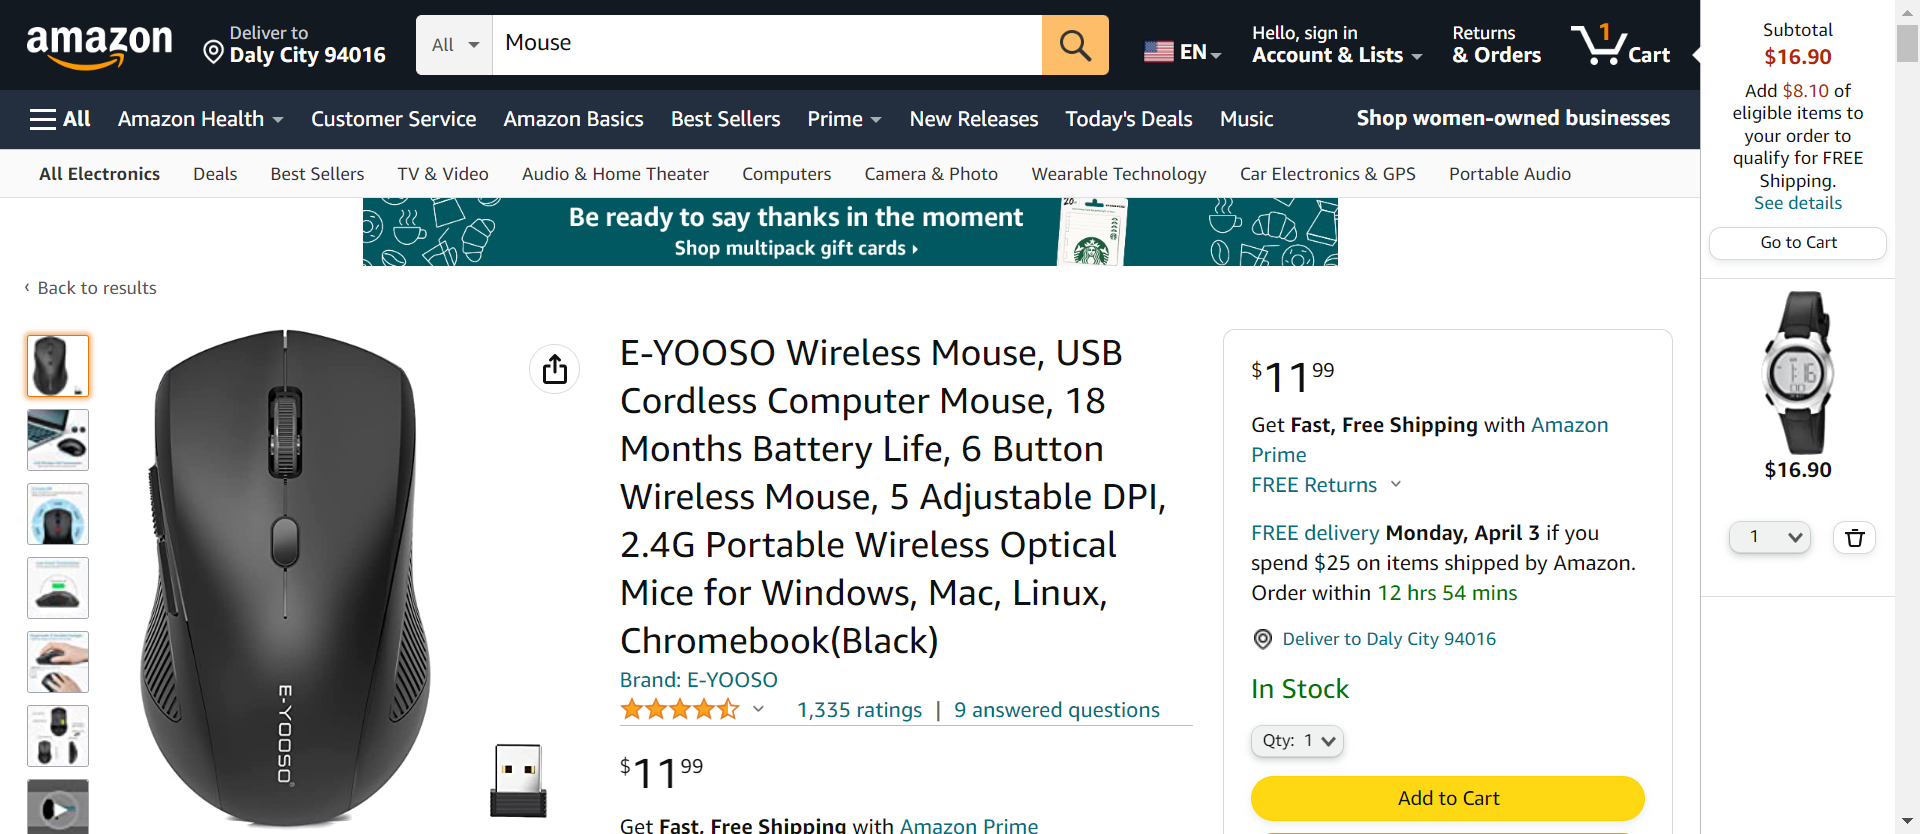 amazon
Deliver to
Daly City 94016
All
Mouse
EN
Hello, sign in
Account & Lists
Returns
& Orders
1
Cart
All
Amazon Health
Customer Service
Amazon Basics
Best Sellers
Prime
New Releases
Today's Deals
Music
Shop women-owned businesses
All Electronics
Deals
Best Sellers
TV & Video
Audio & Home Theater
Computers
Camera & Photo
Wearable Technology
Car Electronics & GPS
Portable Audio
Be ready to say thanks in the moment
Shop multipack gift cards ›
‹ Back to results
E-YOOSO
E-YOOSO Wireless Mouse, USB
Cordless Computer Mouse, 18
Months Battery Life, 6 Button
Wireless Mouse, 5 Adjustable DPI,
2.4G Portable Wireless Optical
Mice for Windows, Mac, Linux,
Chromebook(Black)
Brand: E-YOOSO
1,335 ratings | 9 answered questions
$11 99
Get Fast, Free Shipping with Amazon Prime
$11 99
Get Fast, Free Shipping with Amazon
Prime
FREE Returns
FREE delivery Monday, April 3 if you
spend $25 on items shipped by Amazon.
Order within 12 hrs 54 mins
Deliver to Daly City 94016
In Stock
Qty: 1
Add to Cart
Subtotal
$16.90
Add $8.10 of
eligible items to
your order to
qualify for FREE
Shipping.
See details
Go to Cart
$16.90
1